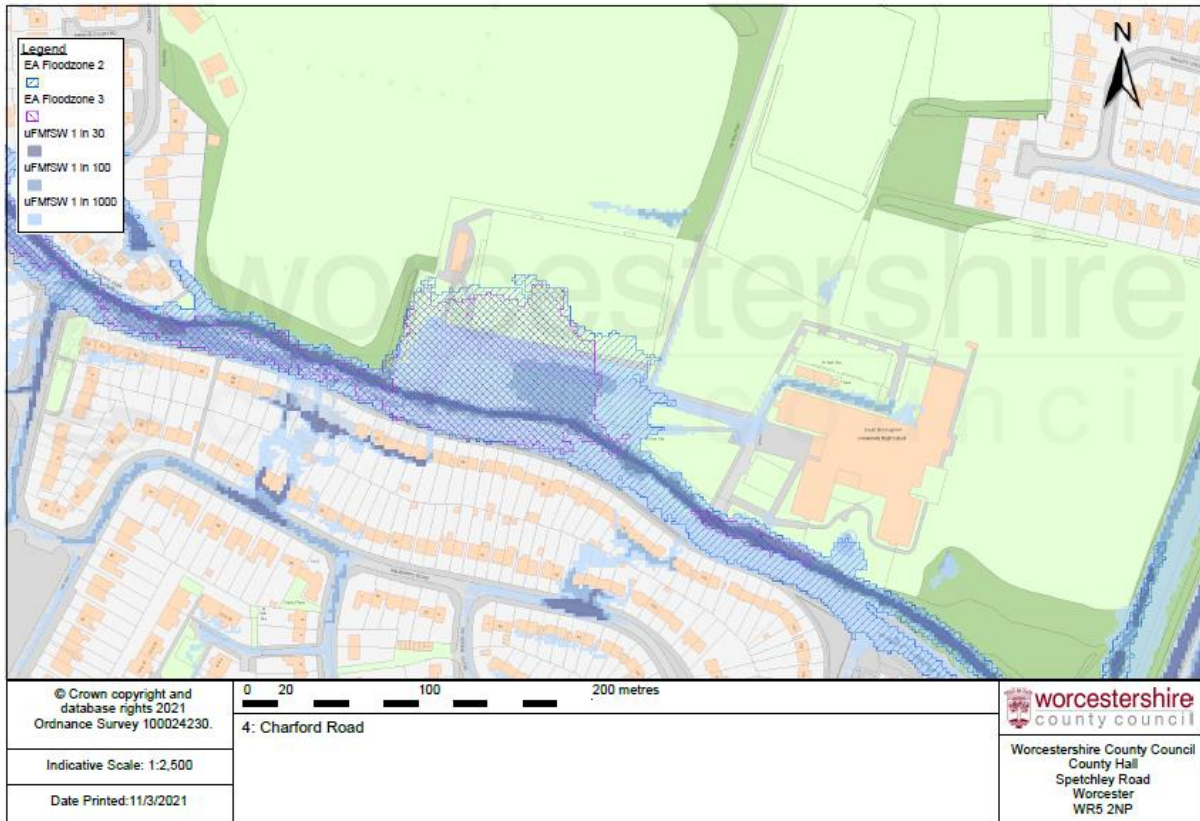 N
Legend
EA Floodzone 2
EA Floodzone 3
uFMfSW 1 in 30
uFMfSW 1 in 100
uFMfSW 1 in 1000
worcestershire
council
© Crown copyright and
database rights 2021
Ordnance Survey 100024230.
Indicative Scale: 1:2,500
Date Printed:11/3/2021
0 20 100 200 metres
4: Charford Road
worcestershire
county council
Worcestershire County Council
County Hall
Spetchley Road
Worcester
WR5 2NP